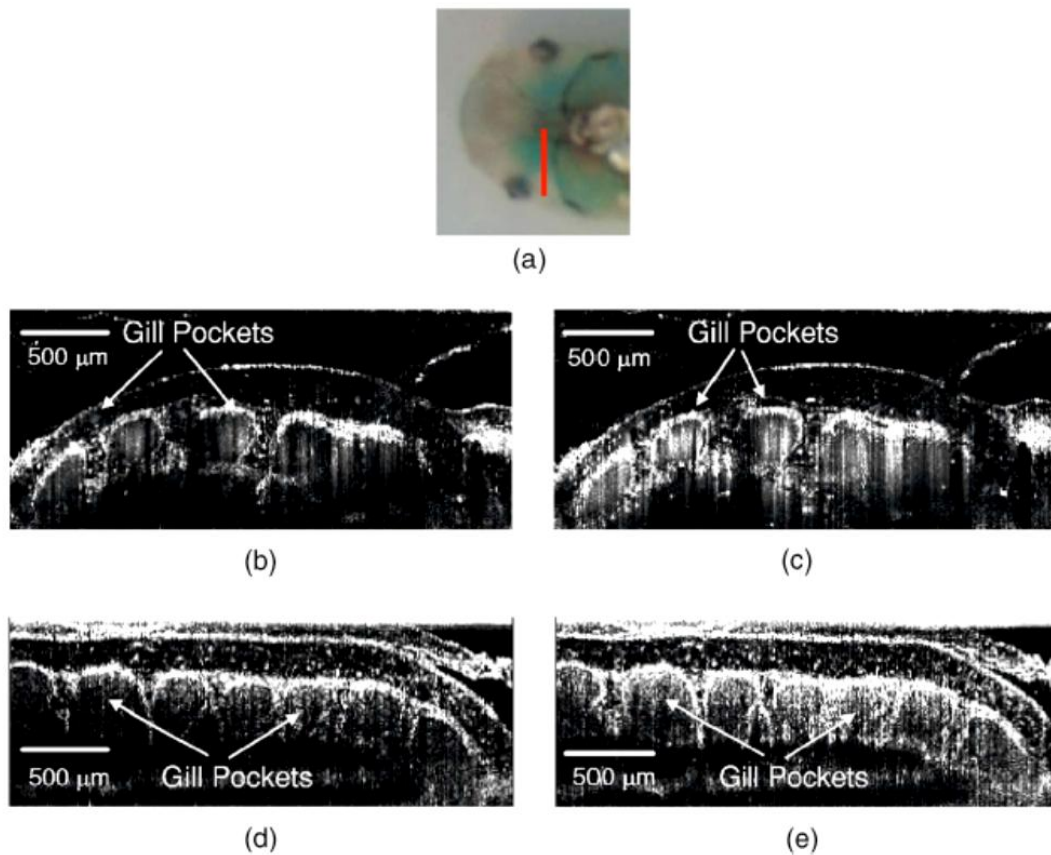 (a)
Gill Pockets
500 μm
(b)
Gill Pockets
500 μm
(c)
500 μm
Gill Pockets
(d)
500 μm
Gill Pockets
(e)